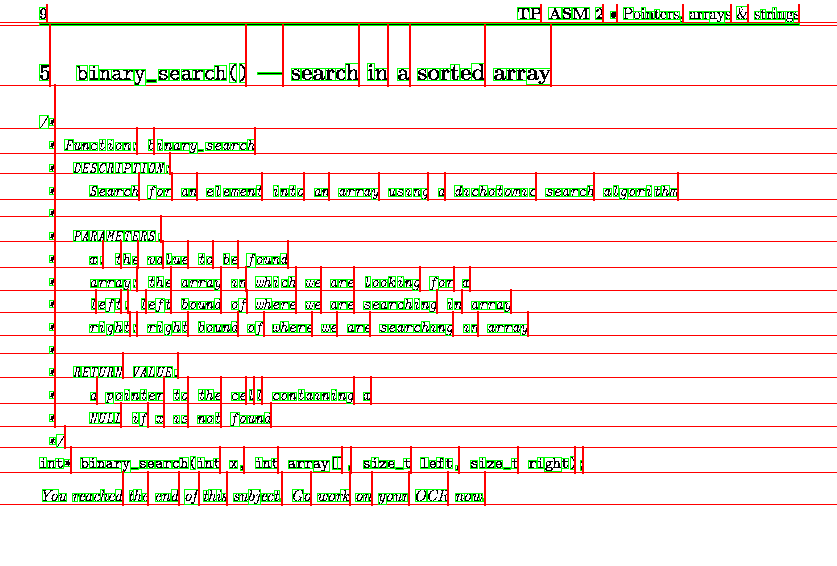 9 TP ASM 2 • Pointers, arrays & strings
5 binary_search() — search in a sorted array
/*
* Function: binary_search
* DESCRIPTION:
* Search for an element into an array using a dichotomic search algorithm
*
* PARAMETERS:
* x: the value to be found
* array: the array in which we are looking for x
* left: left bound of where we are searching in array
* right: right bound of where we are searching in array
*
* RETURN VALUE:
* a pointer to the cell containing x
* NULL if x is not found
*/
int* binary_search(int x, int array[], size_t left, size_t right);
You reached the end of this subject. Go work on your OCR now.